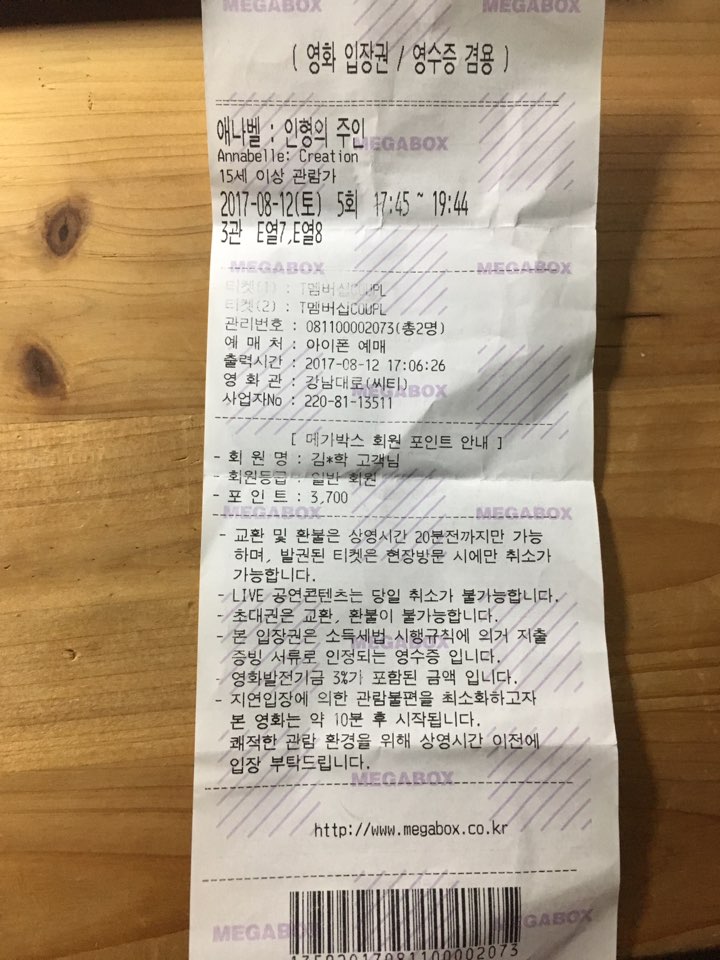 MEGABOX MEGABOX
( 영화 입장권 / 영수증 겸용 )
애나벨 : 인형의 주인
MEGABOX
Annabelle: Creation
15세 이상 관람가
2017-08-12(토) 5회 17:45 ~ 19:44
3관 E열7,E열8
MEGABOX MEGABOX
티켓(1) : T멤버십COUPL
티켓(2) : T멤버십COUPL
관리번호 : 081100002073(총2명)
예 매 처 : 아이폰 예매
출력시간 : 2017-08-12 17:06:26
영 화 관 : 강남대로(씨티)
MEGABOX
사업자No : 220-81-13511
[ 메가박스 회원 포인트 안내 ]
- 회 원 명 : 김*학 고객님
- 회원등급 : 일반 회원
- 포 인 트 : 3,700
MEGABOX MEGABOX
- 교환 및 환불은 상영시간 20분전까지만 가능
하며, 발권된 티켓은 현장방문 시에만 취소가
가능합니다.
- LIVE 공연콘텐츠는 당일 취소가 불가능합니다.
- 초대권은 교환, 환불이 불가능합니다.
- 본 입장권은 소득세법 시행규칙에 의거 지출
MEGABOX
증빙 서류로 인정되는 영수증 입니다.
- 영화발전기금 3%가 포함된 금액 입니다.
- 지연입장에 의한 관람불편을 최소화하고자
본 영화는 약 10분 후 시작됩니다.
쾌적한 관람 환경을 위해 상영시간 이전에
입장 부탁드립니다.
MEGABOX
http://www.megabox.co.kr
MEGABOX MEGABOX